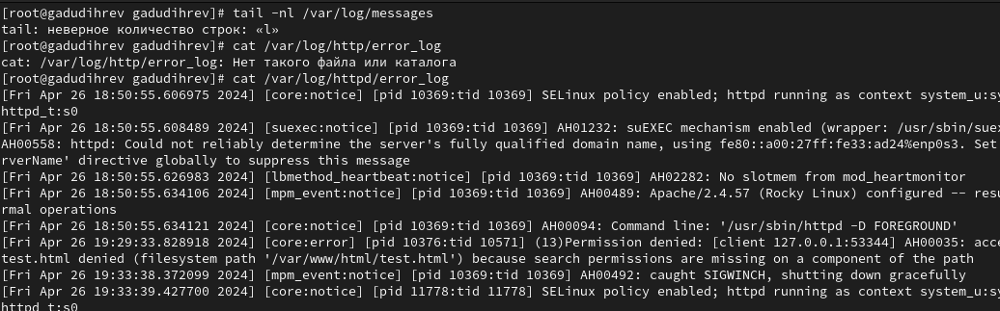 [root@gadudihrev gadudihrev]# tail -nl /var/log/messages
tail: неверное количество строк: «l»
[root@gadudihrev gadudihrev]# cat /var/log/http/error_log
cat: /var/log/http/error_log: Нет такого файла или каталога
[root@gadudihrev gadudihrev]# cat /var/log/httpd/error_log
[Fri Apr 26 18:50:55.606975 2024] [core:notice] [pid 10369:tid 10369] SELinux policy enabled; httpd running as context system_u:sy
httpd_t:s0
[Fri Apr 26 18:50:55.608489 2024] [suexec:notice] [pid 10369:tid 10369] AH01232: suEXEC mechanism enabled (wrapper: /usr/sbin/suex
AH00558: httpd: Could not reliably determine the server's fully qualified domain name, using fe80::a00:27ff:fe33:ad24%enp0s3. Set
rverName' directive globally to suppress this message
[Fri Apr 26 18:50:55.626983 2024] [lbmethod_heartbeat:notice] [pid 10369:tid 10369] AH02282: No slotmem from mod_heartmonitor
[Fri Apr 26 18:50:55.634106 2024] [mpm_event:notice] [pid 10369:tid 10369] AH00489: Apache/2.4.57 (Rocky Linux) configured -- resu
rmal operations
[Fri Apr 26 18:50:55.634121 2024] [core:notice] [pid 10369:tid 10369] AH00094: Command line: '/usr/sbin/httpd -D FOREGROUND'
[Fri Apr 26 19:29:33.828918 2024] [core:error] [pid 10376:tid 10571] (13)Permission denied: [client 127.0.0.1:53344] AH00035: acce
test.html denied (filesystem path '/var/www/html/test.html') because search permissions are missing on a component of the path
[Fri Apr 26 19:33:38.372099 2024] [mpm_event:notice] [pid 10369:tid 10369] AH00492: caught SIGWINCH, shutting down gracefully
[Fri Apr 26 19:33:39.427700 2024] [core:notice] [pid 11778:tid 11778] SELinux policy enabled; httpd running as context system_u:sy
httpd_t:s0